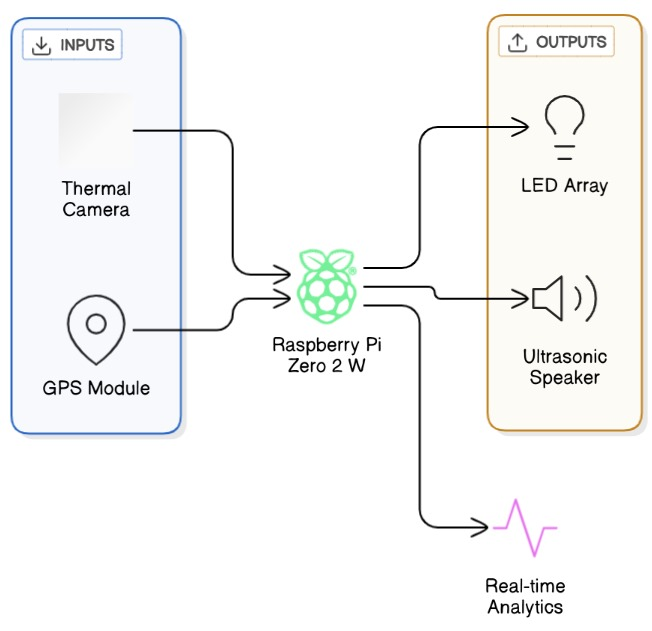 INPUTS
OUTPUTS
Thermal
Camera
LED Array
GPS Module
®
Raspberry Pi
Zero 2 W
Ultrasonic
Speaker
Real-time
Analytics